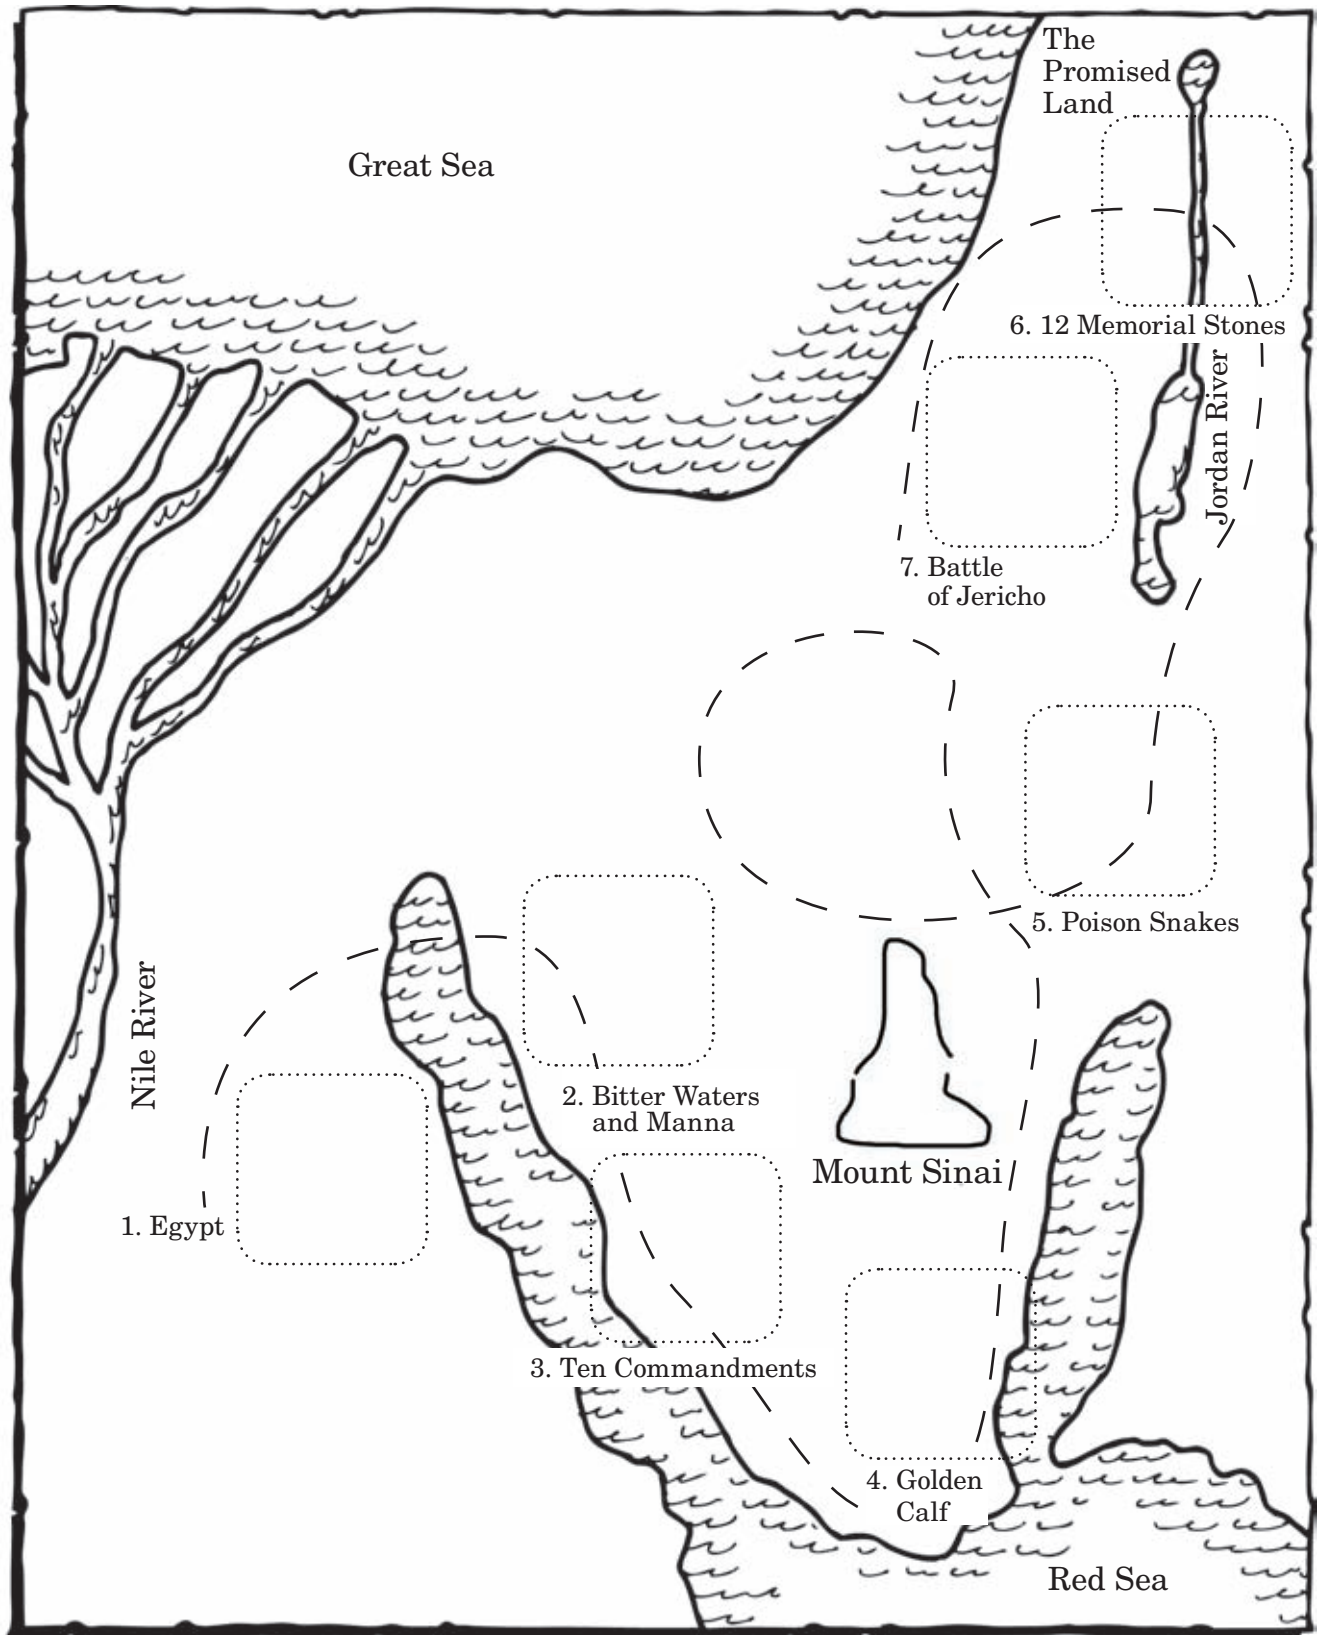 The
Promised
Land
Great Sea
6. 12 Memorial Stones
Jordan River
7. Battle
of Jericho
5. Poison Snakes
Nile River
2. Bitter Waters
and Manna
Mount Sinai
1. Egypt
3. Ten Commandments
4. Golden
Calf
Red Sea